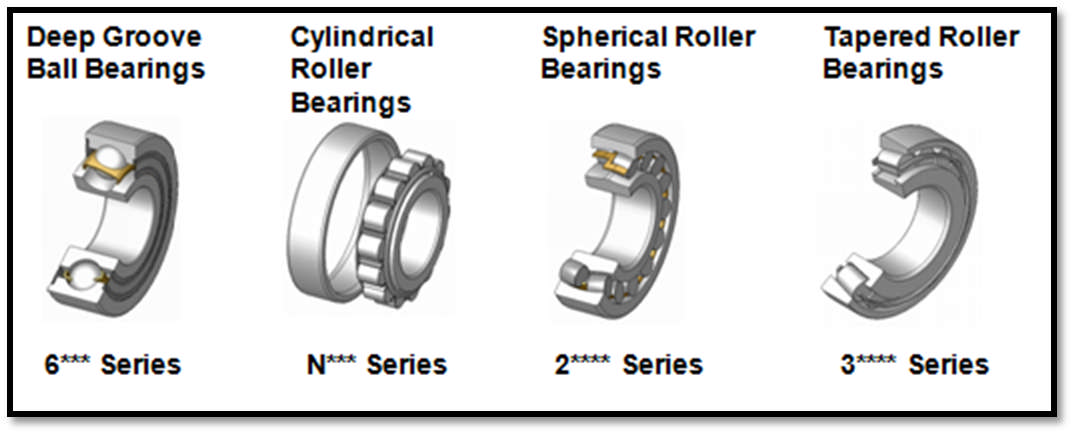 Deep Groove
Ball Bearings
Cylindrical
Roller
Bearings
Spherical Roller
Bearings
Tapered Roller
Bearings
6*** Series
N*** Series
2**** Series
3**** Series